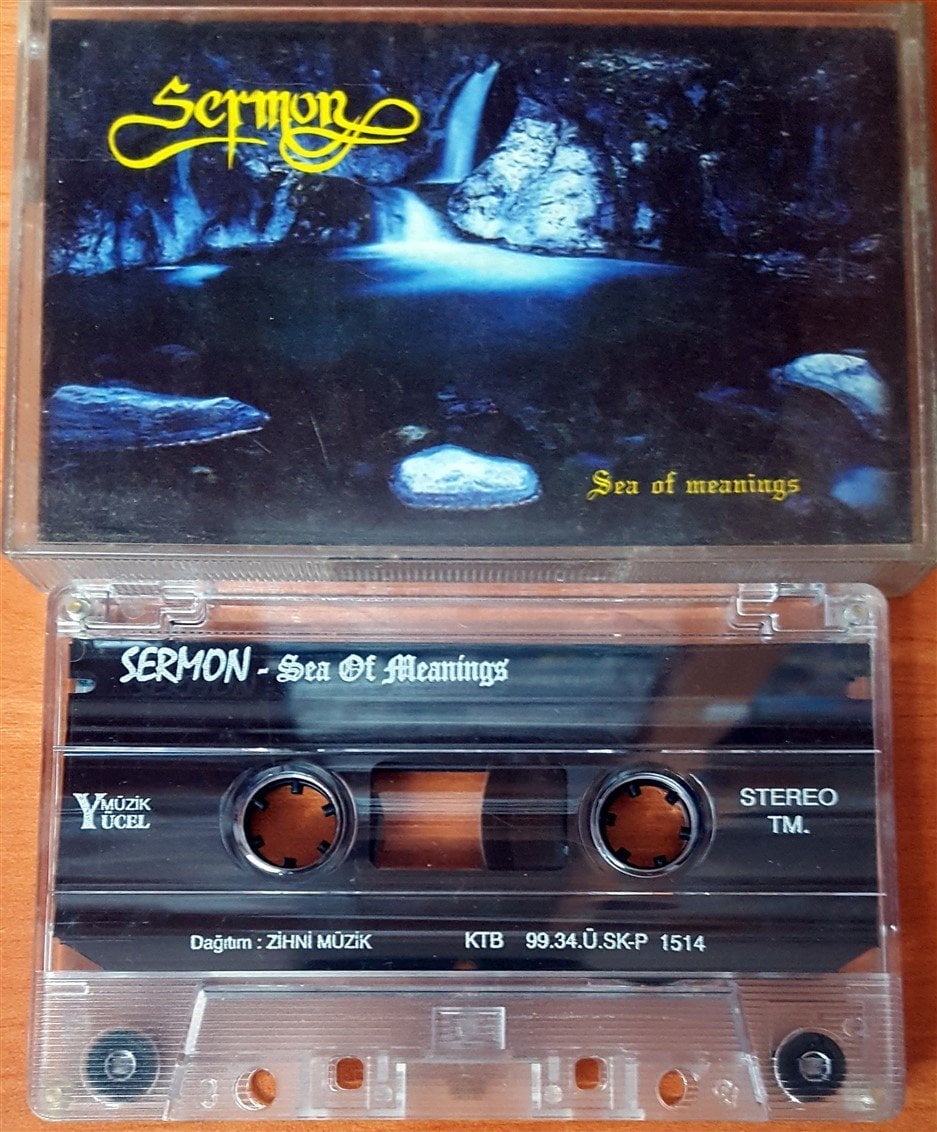 Sermon
Sea of meanings
SERMON - Sea Of Meanings
MÜZİK
YÜCEL
STEREO
TM.
Dağıtım : ZİHNİ MÜZİK KTB 99.34.Ü.SK-P 1514